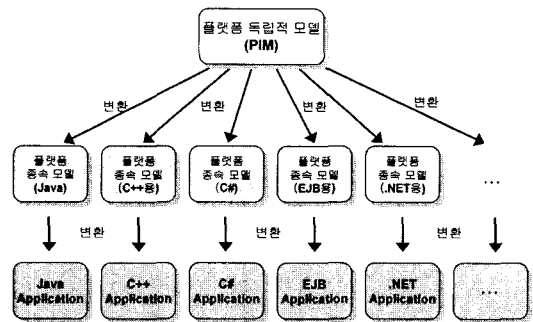 플랫폼 독립적 모델
(PIM)
변환
변환
변환
변환
플랫폼
종속 모델
(Java)
플랫폼
종속 모델
(C++용)
플랫폼
종속 모델
(C#)
플랫폼
종속 모델
(EJB용)
플랫폼
종속 모델
(.NET용)
...
변환
변환
변환
Java
Application
C++
Application
C#
Application
EJB
Application
.NET
Application
...